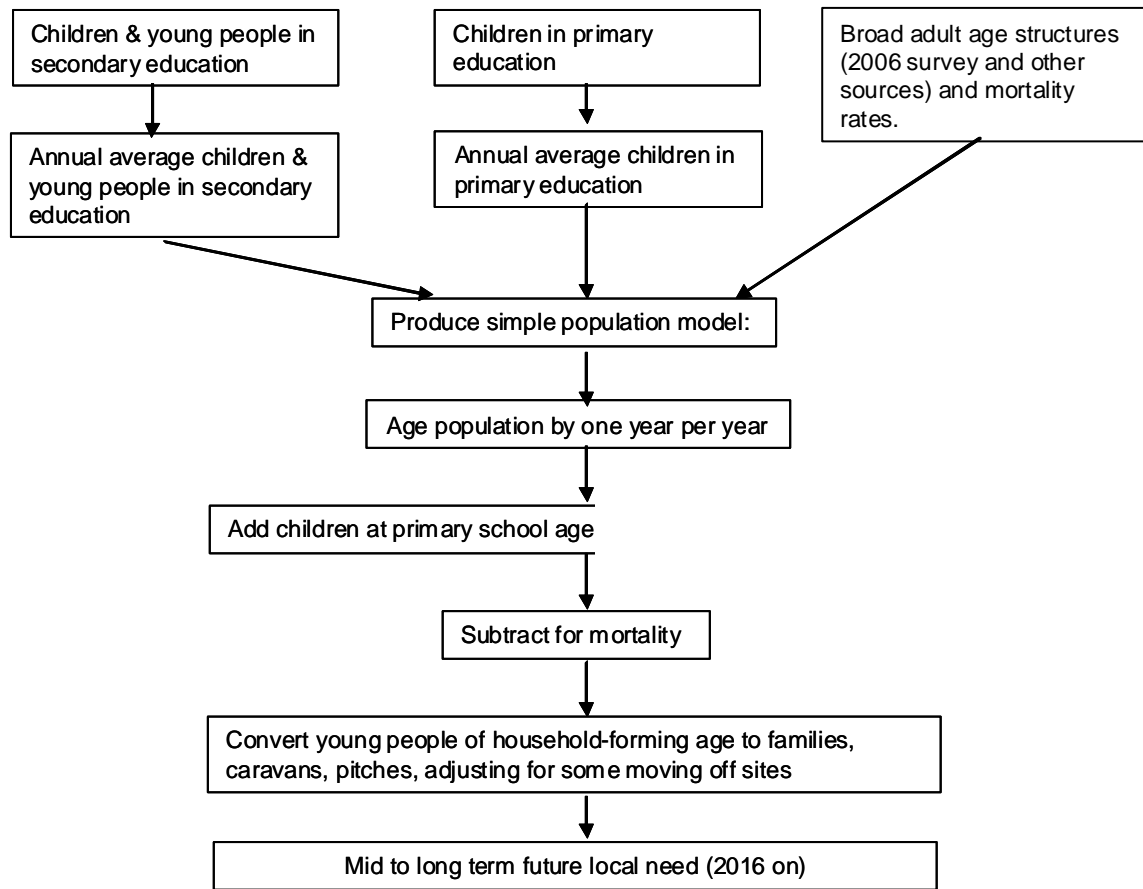 Children & young people in
secondary education
Children in primary
education
Broad adult age structures
(2006 survey and other
sources) and mortality
rates.
Annual average children &
young people in secondary
education
Annual average children in
primary education
Produce simple population model:
Age population by one year per year
Add children at primary school age
Subtract for mortality
Convert young people of household-forming age to families,
caravans, pitches, adjusting for some moving off sites
Mid to long term future local need (2016 on)